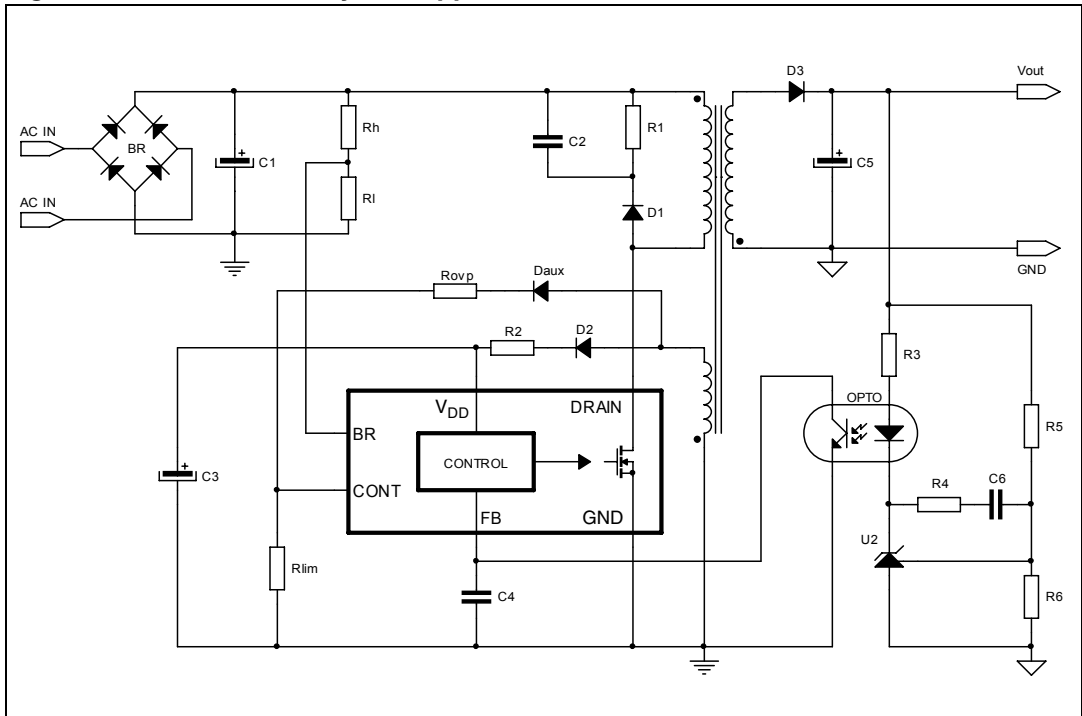 D3
Vout
AC IN
BR
Rh
C2
R1
C1
C5
Rl
D1
AC IN
GND
Rovp
Daux
R2
D2
R3
OPTO
VDD
DRAIN
BR
R5
CONTROL
C3
CONT
R4
C6
FB
GND
U2
Rlim
C4
R6